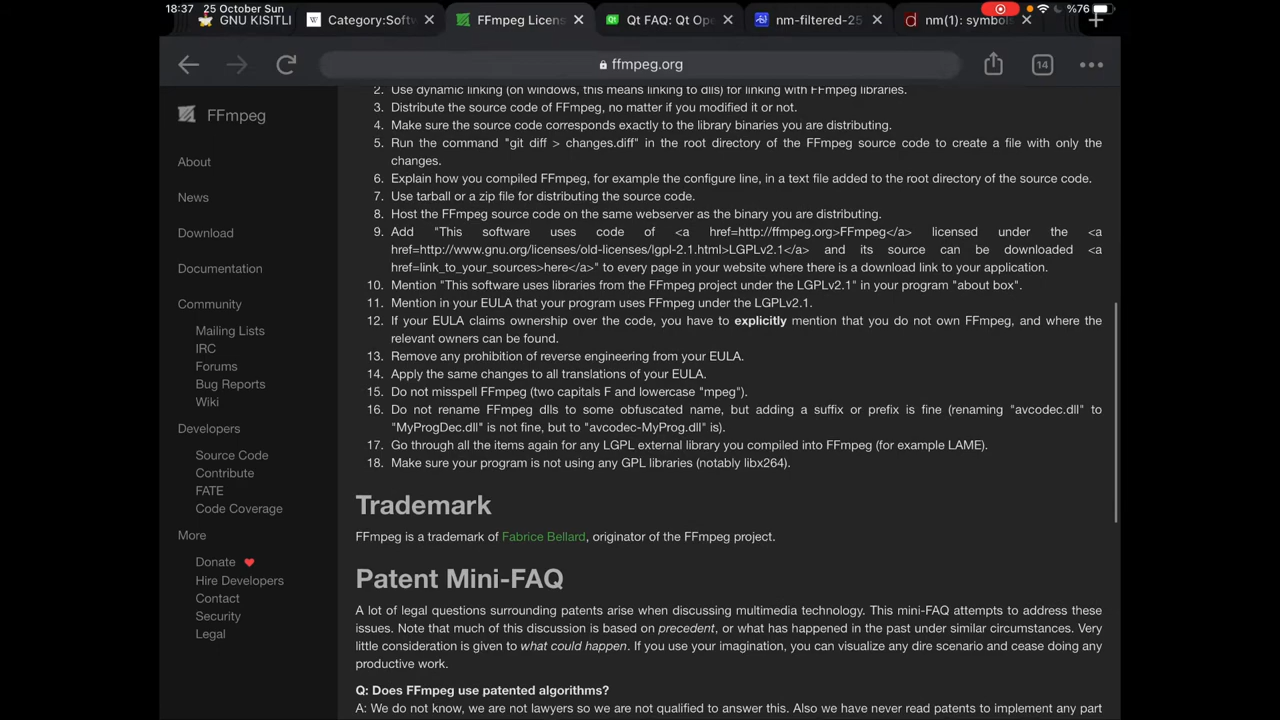 18:37 25 October Sun
%76
GNU KISITLI
Category:Softw
FFmpeg Licens
Qt FAQ: Qt Ope
nm-filtered-25
nm(1): symbols
ffmpeg.org
14
FFmpeg
About
News
Download
Documentation
Community
Mailing Lists
IRC
Forums
Bug Reports
Wiki
Developers
Source Code
Contribute
FATE
Code Coverage
More
Donate
Hire Developers
Contact
Security
Legal
2. Use dynamic linking (on windows, this means linking to dlls) for linking with FFmpeg libraries.
3. Distribute the source code of FFmpeg, no matter if you modified it or not.
4. Make sure the source code corresponds exactly to the library binaries you are distributing.
5. Run the command "git diff > changes.diff" in the root directory of the FFmpeg source code to create a file with only the
changes.
6. Explain how you compiled FFmpeg, for example the configure line, in a text file added to the root directory of the source code.
7. Use tarball or a zip file for distributing the source code.
8. Host the FFmpeg source code on the same webserver as the binary you are distributing.
9. Add "This software uses code of <a href=http://ffmpeg.org>FFmpeg</a> licensed under the <a
href=http://www.gnu.org/licenses/old-licenses/lgpl-2.1.html>LGPLv2.1</a> and its source can be downloaded <a
href=link_to_your_sources>here</a>" to every page in your website where there is a download link to your application.
10. Mention "This software uses libraries from the FFmpeg project under the LGPLv2.1" in your program "about box".
11. Mention in your EULA that your program uses FFmpeg under the LGPLv2.1.
12. If your EULA claims ownership over the code, you have to explicitly mention that you do not own FFmpeg, and where the
relevant owners can be found.
13. Remove any prohibition of reverse engineering from your EULA.
14. Apply the same changes to all translations of your EULA.
15. Do not misspell FFmpeg (two capitals F and lowercase "mpeg").
16. Do not rename FFmpeg dlls to some obfuscated name, but adding a suffix or prefix is fine (renaming "avcodec.dll" to
"MyProgDec.dll" is not fine, but to "avcodec-MyProg.dll" is).
17. Go through all the items again for any LGPL external library you compiled into FFmpeg (for example LAME).
18. Make sure your program is not using any GPL libraries (notably libx264).
Trademark
FFmpeg is a trademark of Fabrice Bellard, originator of the FFmpeg project.
Patent Mini-FAQ
A lot of legal questions surrounding patents arise when discussing multimedia technology. This mini-FAQ attempts to address these
issues. Note that much of this discussion is based on precedent, or what has happened in the past under similar circumstances. Very
little consideration is given to what could happen. If you use your imagination, you can visualize any dire scenario and cease doing any
productive work.
Q: Does FFmpeg use patented algorithms?
A: We do not know, we are not lawyers so we are not qualified to answer this. Also we have never read patents to implement any part